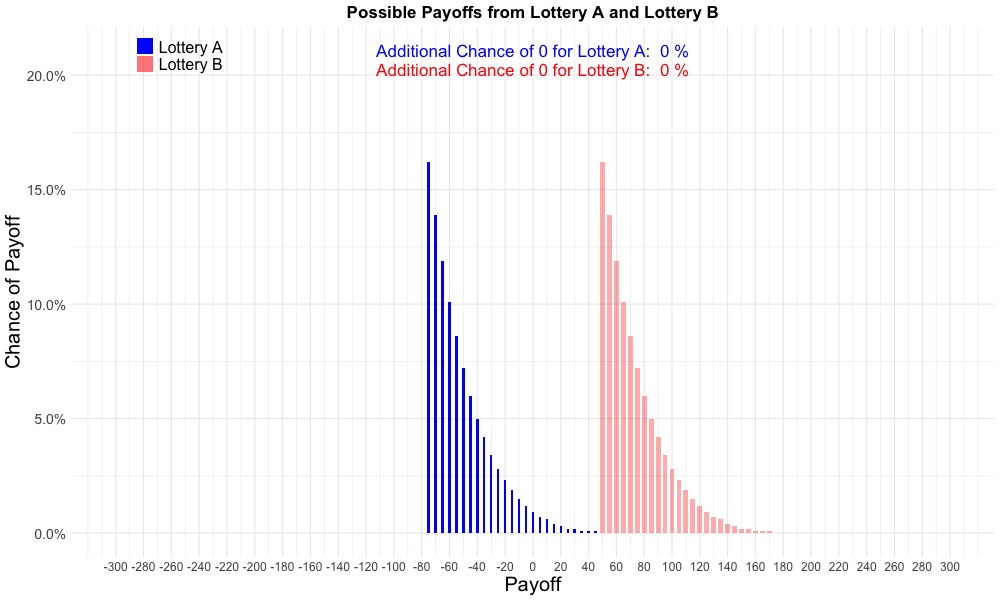 Possible Payoffs from Lottery A and Lottery B
Lottery A
Lottery B
Additional Chance of 0 for Lottery A:  0 %
Additional Chance of 0 for Lottery B:  0 %
Chance of Payoff
20.0%
15.0%
10.0%
5.0%
0.0%
-300 -280 -260 -240 -220 -200 -180 -160 -140 -120 -100 -80 -60 -40 -20 0 20 40 60 80 100 120 140 160 180 200 220 240 260 280 300
Payoff